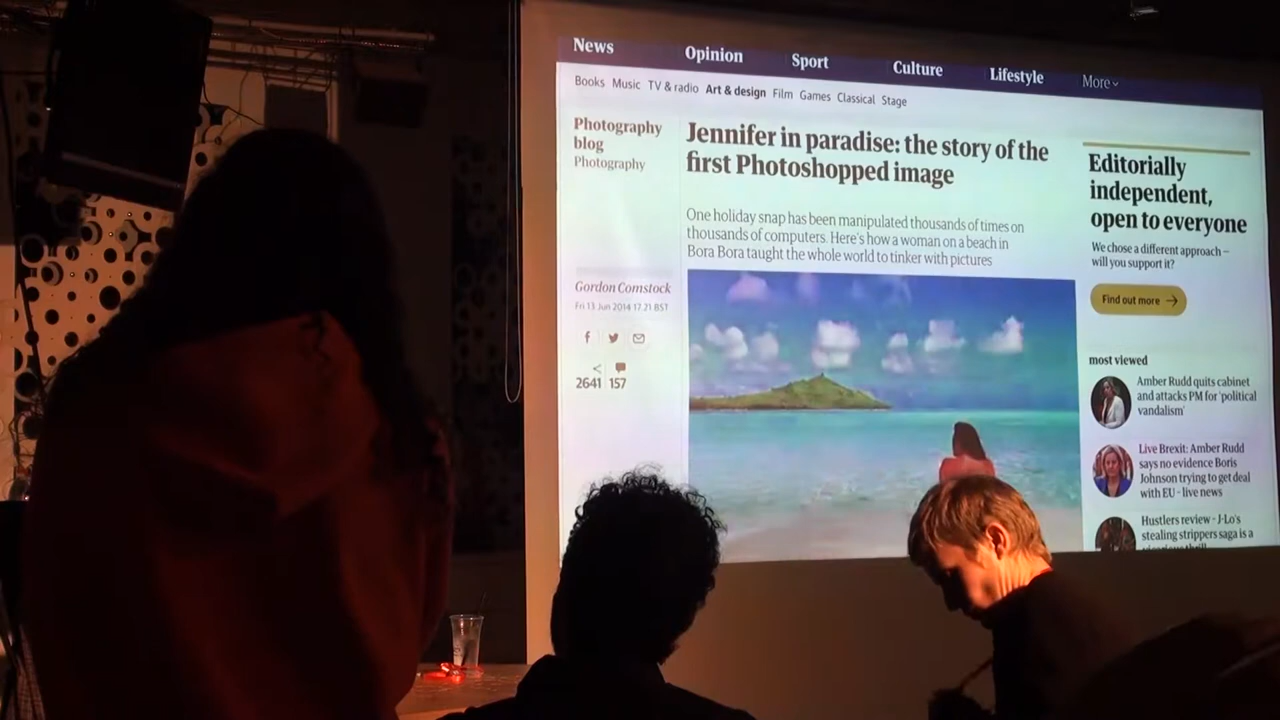 News Opinion Sport Culture Lifestyle More
Books Music TV & radio Art & design Film Games Classical Stage
Photography
blog
Photography
Jennifer in paradise: the story of the
first Photoshopped image
One holiday snap has been manipulated thousands of times on
thousands of computers. Here's how a woman on a beach in
Bora Bora taught the whole world to tinker with pictures
Gordon Comstock
Fri 13 Jun 2014 17.21 BST
2641 157
Editorially
independent,
open to everyone
We chose a different approach –
will you support it?
Find out more →
most viewed
Amber Rudd quits cabinet
and attacks PM for 'political
vandalism'
Live Brexit: Amber Rudd
says no evidence Boris
Johnson trying to get deal
with EU - live news
Hustlers review - J-Lo's
stealing strippers saga is a